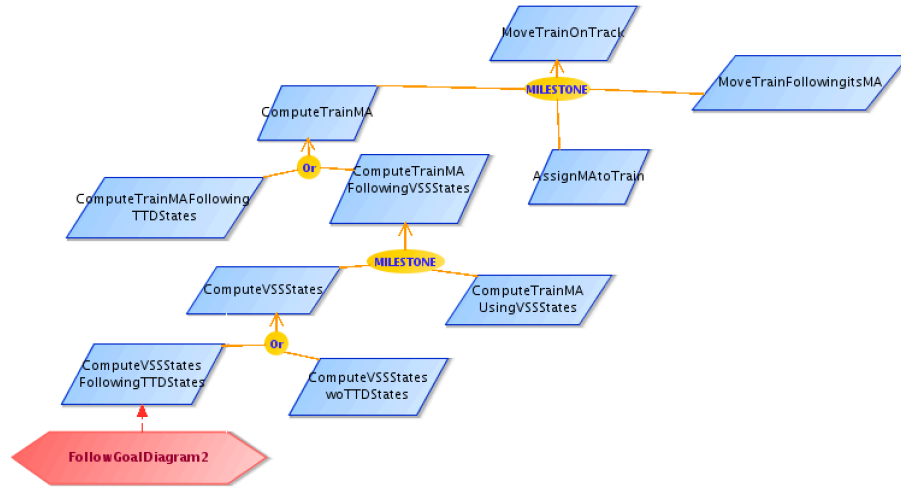 MoveTrainOnTrack
MILESTONE
MoveTrainFollowingitsMA
ComputeTrainMA
AssignMAtoTrain
Or
ComputeTrainMA
FollowingVSSStates
ComputeTrainMAFollowing
TTDStates
MILESTONE
ComputeVSSStates
ComputeTrainMA
UsingVSSStates
Or
ComputeVSSStates
FollowingTTDStates
ComputeVSSStates
woTTDStates
FollowGoalDiagram2